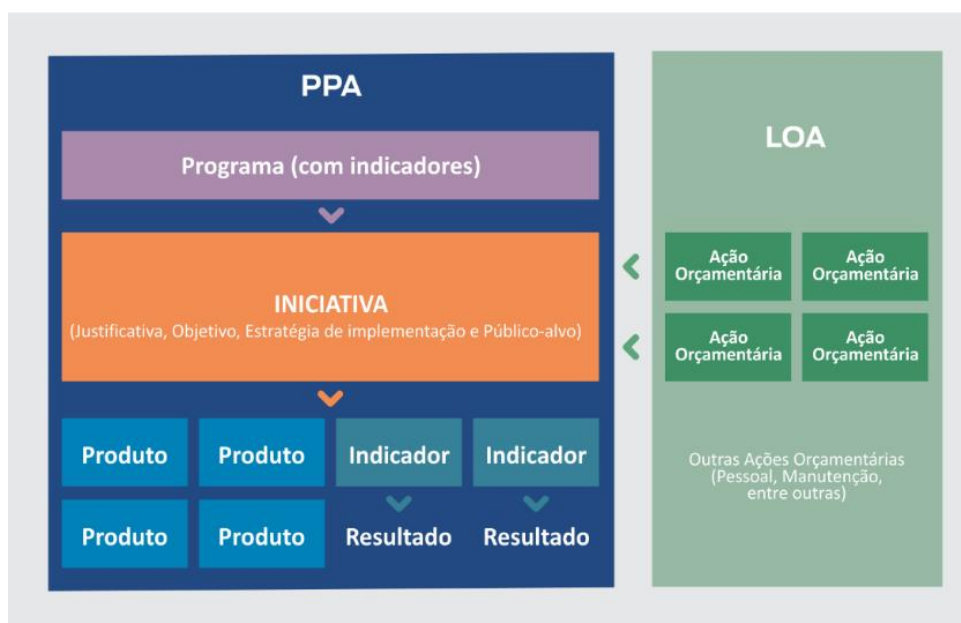 PPA
Programa (com indicadores)
INICIATIVA
(Justificativa, Objetivo, Estratégia de implementação e Público-alvo)
Produto
Produto
Indicador
Indicador
Produto
Produto
Resultado
Resultado
LOA
Ação
Orçamentária
Ação
Orçamentária
Ação
Orçamentária
Ação
Orçamentária
Outras Ações Orçamentárias
(Pessoal, Manutenção,
entre outras)